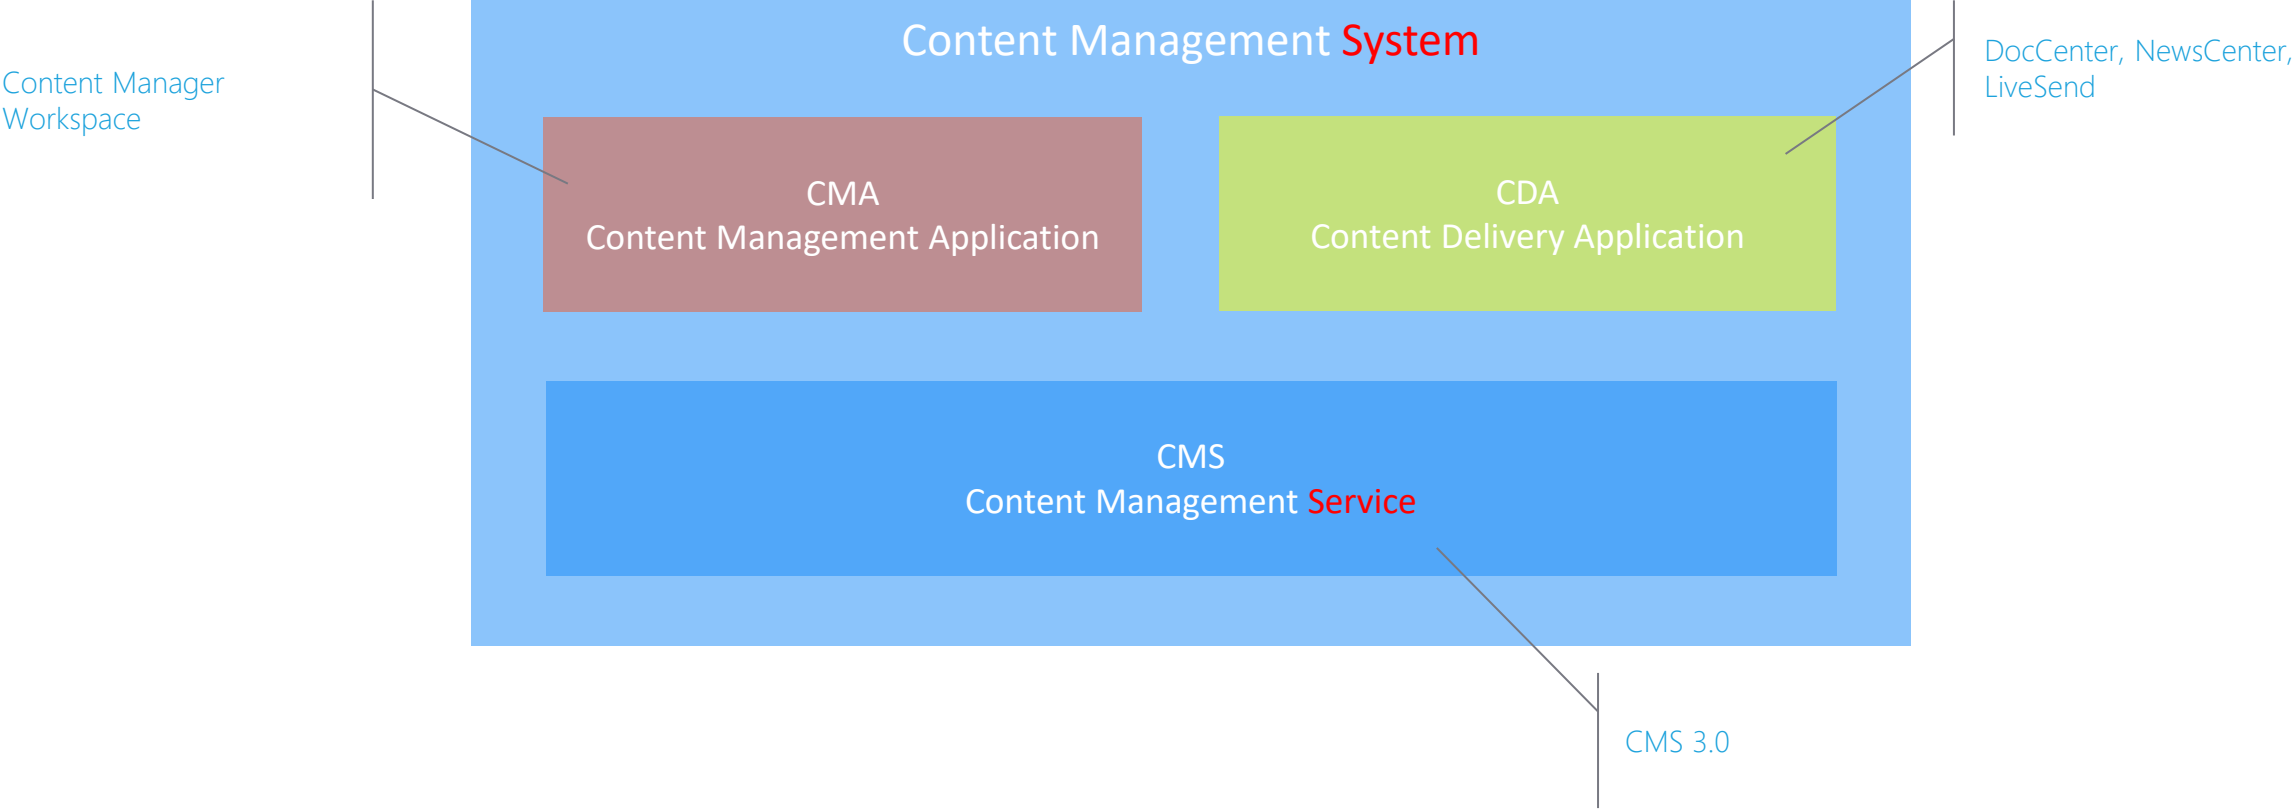 Content Management System
Content Manager
Workspace
DocCenter, NewsCenter,
LiveSend
CMA
Content Management Application
CDA
Content Delivery Application
CMS
Content Management Service
CMS 3.0